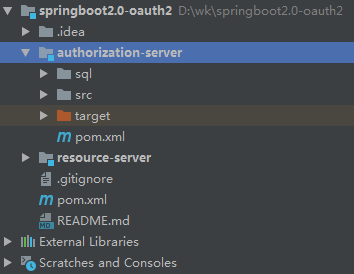 springboot2.0-oauth2 D:\wk\springboot2.0-oauth2
.idea
authorization-server
sql
src
target
pom.xml
resource-server
.gitignore
pom.xml
README.md
External Libraries
Scratches and Consoles